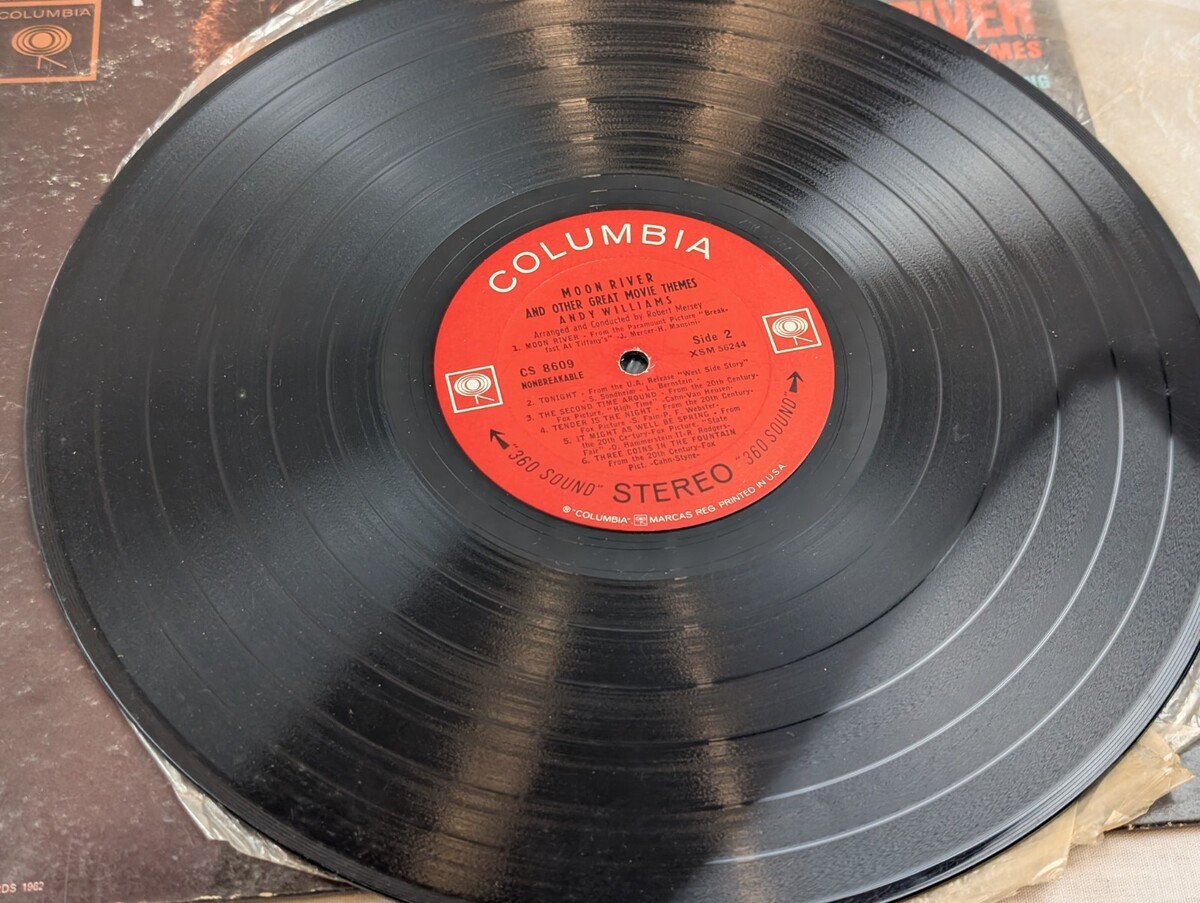 COLUMBIA
RIVER
THEMES
COLUMBIA
MOON RIVER
AND OTHER GREAT MOVIE THEMES
ANDY WILLIAMS
Arranged and Conducted by Robert Mersey
1. MOON RIVER - From the Paramount Picture "Break-
fast At Tiffany's" -J. Mercer-H. Mancini-
CS 8609
NONBREAKABLE
Side 2
XSM 56244
2. TONIGHT - From the U.A. Release "West Side Story"
- S. Sondheim - L. Bernstein -
3. THE SECOND TIME AROUND - From the 20th Century-
Fox Picture, "High Time" -Cahn-Van Heusen-
4. TENDER IS THE NIGHT - From the 20th Century-
Fox Picture -S. Fain-P. F. Webster-
5. IT MIGHT AS WELL BE SPRING - From
the 20th Century-Fox Picture, "State
Fair" -O. Hammerstein II-R. Rodgers-
6. THREE COINS IN THE FOUNTAIN
From the 20th Century-Fox
Pict. -Cahn-Styne-
"360 SOUND" STEREO "360 SOUND"
® "COLUMBIA", MARCAS REG. PRINTED IN U.S.A.
RDS 1962